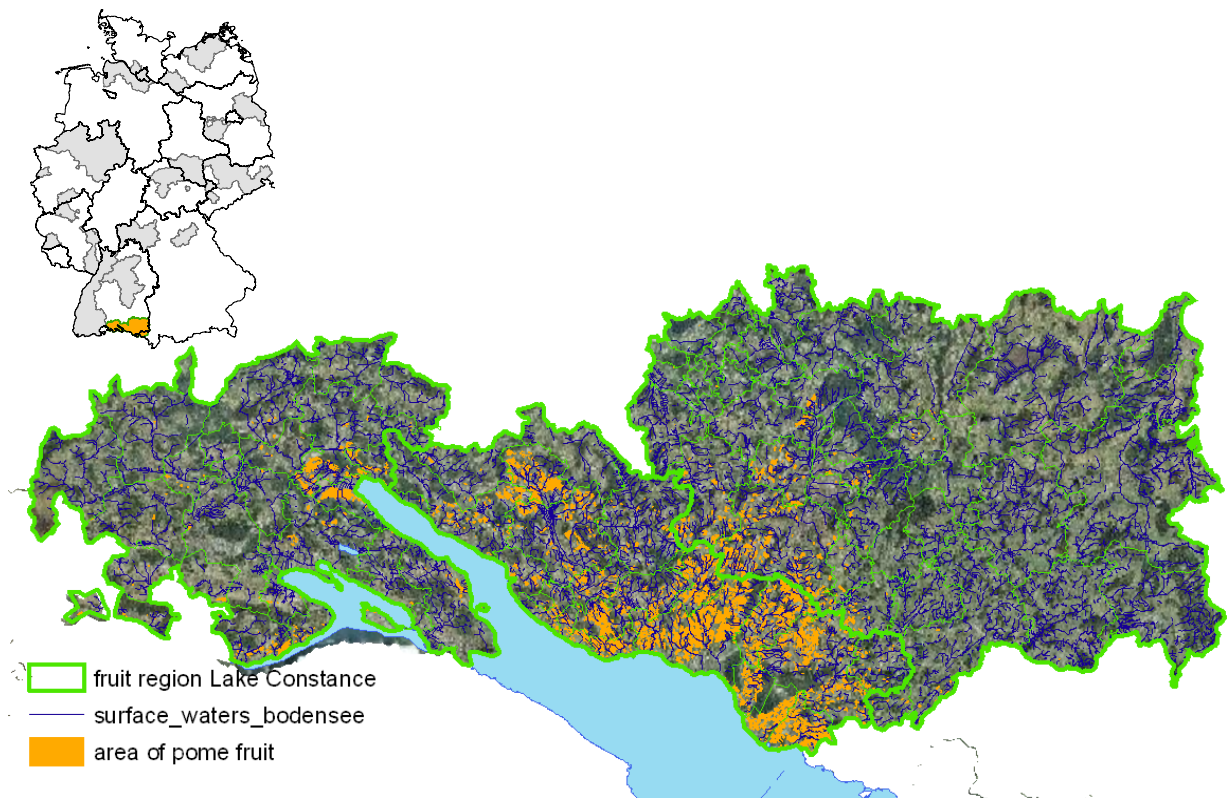 fruit region Lake Constance
surface_waters_bodensee
area of pome fruit